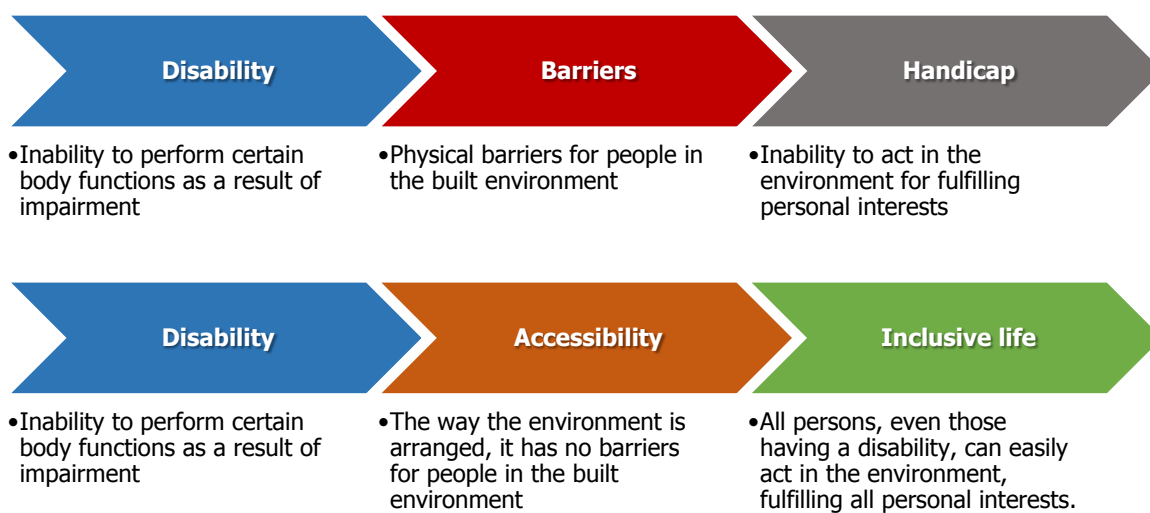 Disability
Barriers
Handicap
•Inability to perform certain
body functions as a result of
impairment
•Physical barriers for people in
the built environment
•Inability to act in the
environment for fulfilling
personal interests
Disability
Accessibility
Inclusive life
•Inability to perform certain
body functions as a result of
impairment
•The way the environment is
arranged, it has no barriers
for people in the built
environment
•All persons, even those
having a disability, can easily
act in the environment,
fulfilling all personal interests.